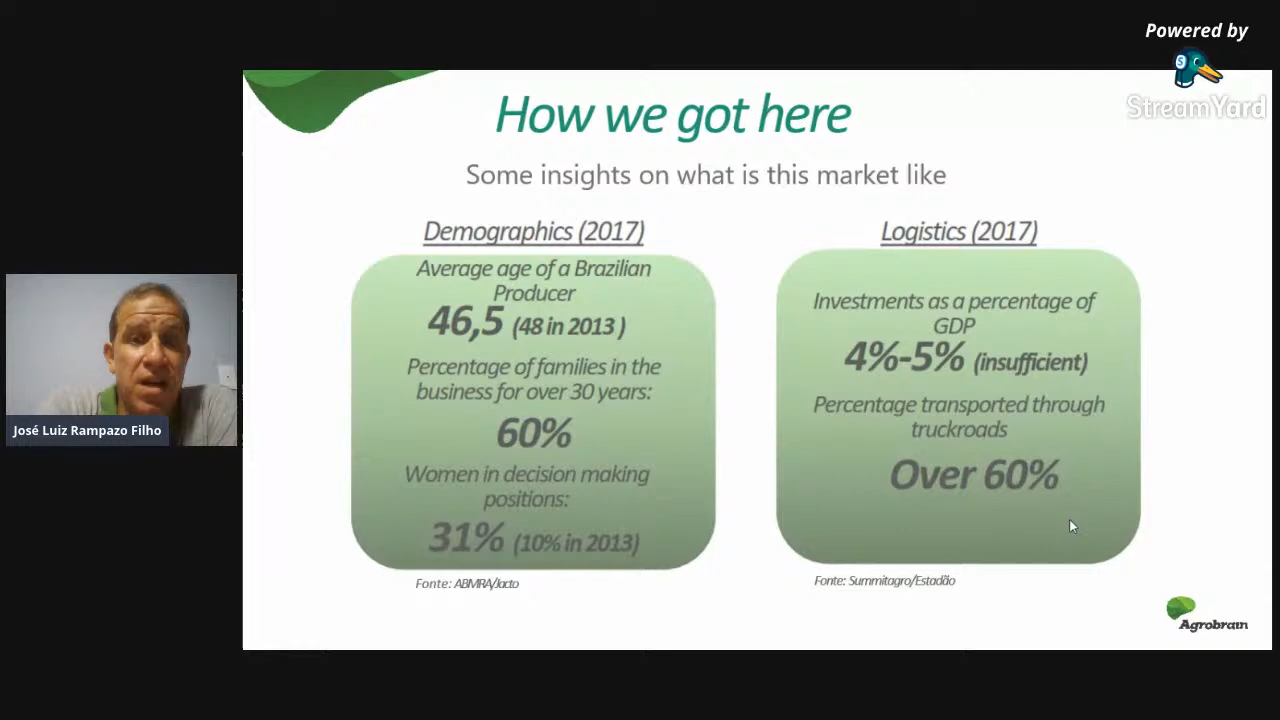 Powered by
StreamYard
How we got here
Some insights on what is this market like
Demographics (2017)
Average age of a Brazilian
Producer
46,5 (48 in 2013 )
Percentage of families in the
business for over 30 years:
60%
Women in decision making
positions:
31% (10% in 2013)
Fonte: ABMRA/Jacto
Logistics (2017)
Investments as a percentage of
GDP
4%-5% (insufficient)
Percentage transported through
truckroads
Over 60%
Fonte: Summitagro/Estadão
Agrobrain
José Luiz Rampazo Filho